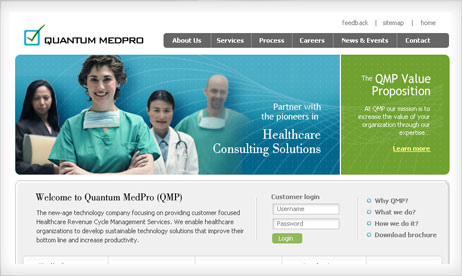 feedback | sitemap | home
QUANTUM MEDPRO
About Us Services Process Careers News & Events Contact
Partner with
the pioneers in
Healthcare
Consulting Solutions
The QMP Value
Proposition
At QMP our mission is to
increase the value of your
organization through our
expertise...
Learn more
Welcome to Quantum MedPro (QMP)
The new-age technology company focusing on providing customer focused
Healthcare Revenue Cycle Management Services. We enable healthcare
organizations to develop sustainable technology solutions that improve their
bottom line and increase productivity.
Customer login
Username
Password
Login
Why QMP?
What we do?
How we do it?
Download brochure